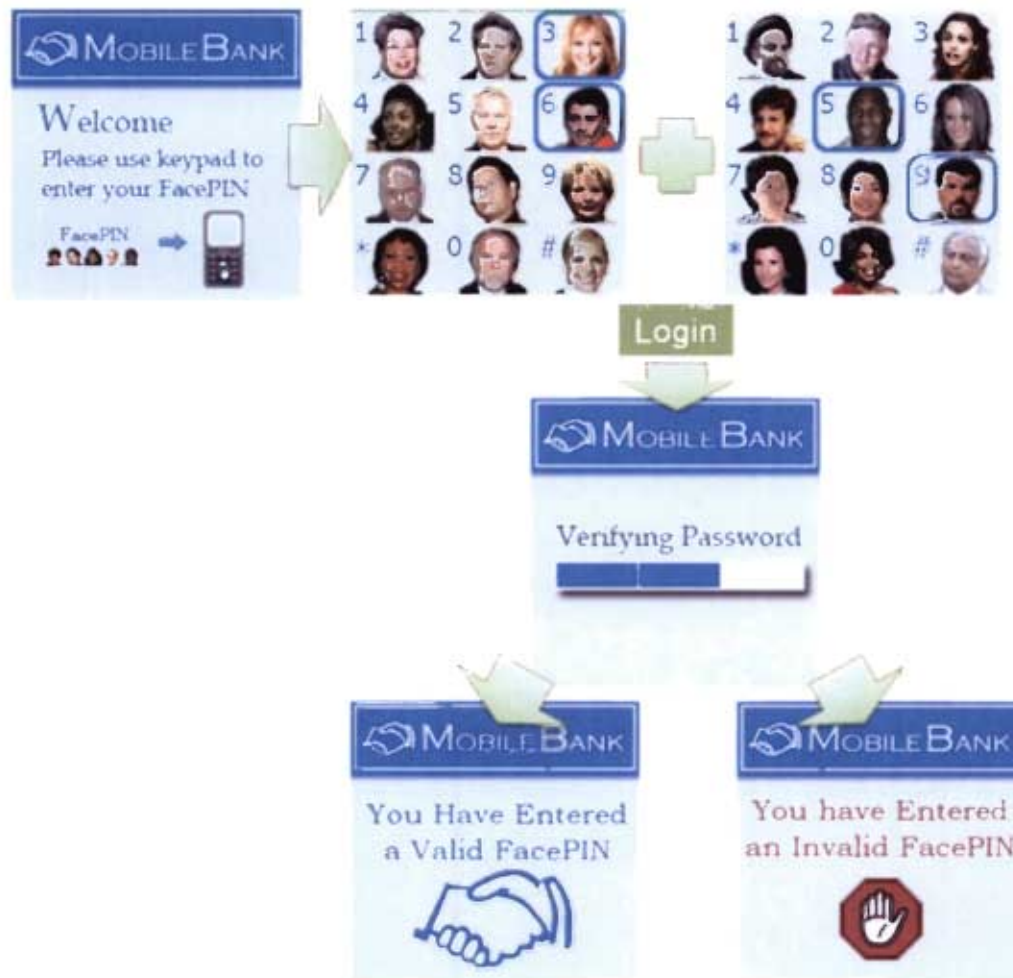 MOBILE BANK
Welcome
Please use keypad to
enter your FacePIN
FacePIN
1 2 3
4 5 6
7 8 9
* 0 #
1 2 3
4 5 6
7 8 9
* 0 #
Login
MOBILE BANK
Verifying Password
MOBILE BANK
You Have Entered
a Valid FacePIN
MOBILE BANK
You have Entered
an Invalid FacePIN